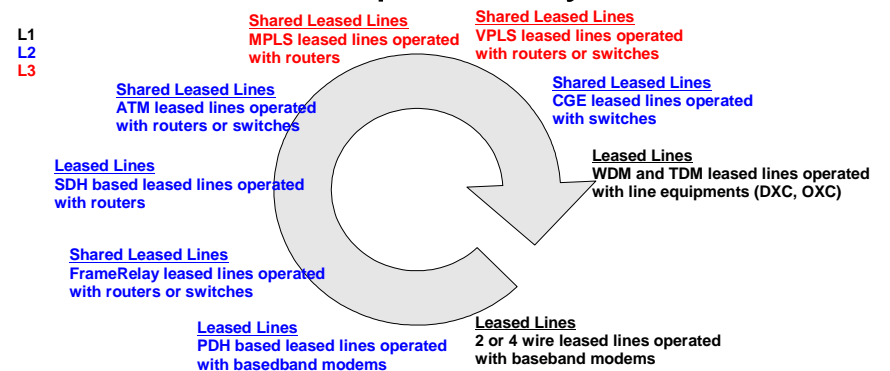 L1
L2
L3
Shared Leased Lines
MPLS leased lines operated
with routers
Shared Leased Lines
VPLS leased lines operated
with routers or switches
Shared Leased Lines
ATM leased lines operated
with routers or switches
Shared Leased Lines
CGE leased lines operated
with switches
Leased Lines
SDH based leased lines operated
with routers
Leased Lines
WDM and TDM leased lines operated
with line equipments (DXC, OXC)
Shared Leased Lines
FrameRelay leased lines operated
with routers or switches
Leased Lines
PDH based leased lines operated
with basedband modems
Leased Lines
2 or 4 wire leased lines operated
with baseband modems